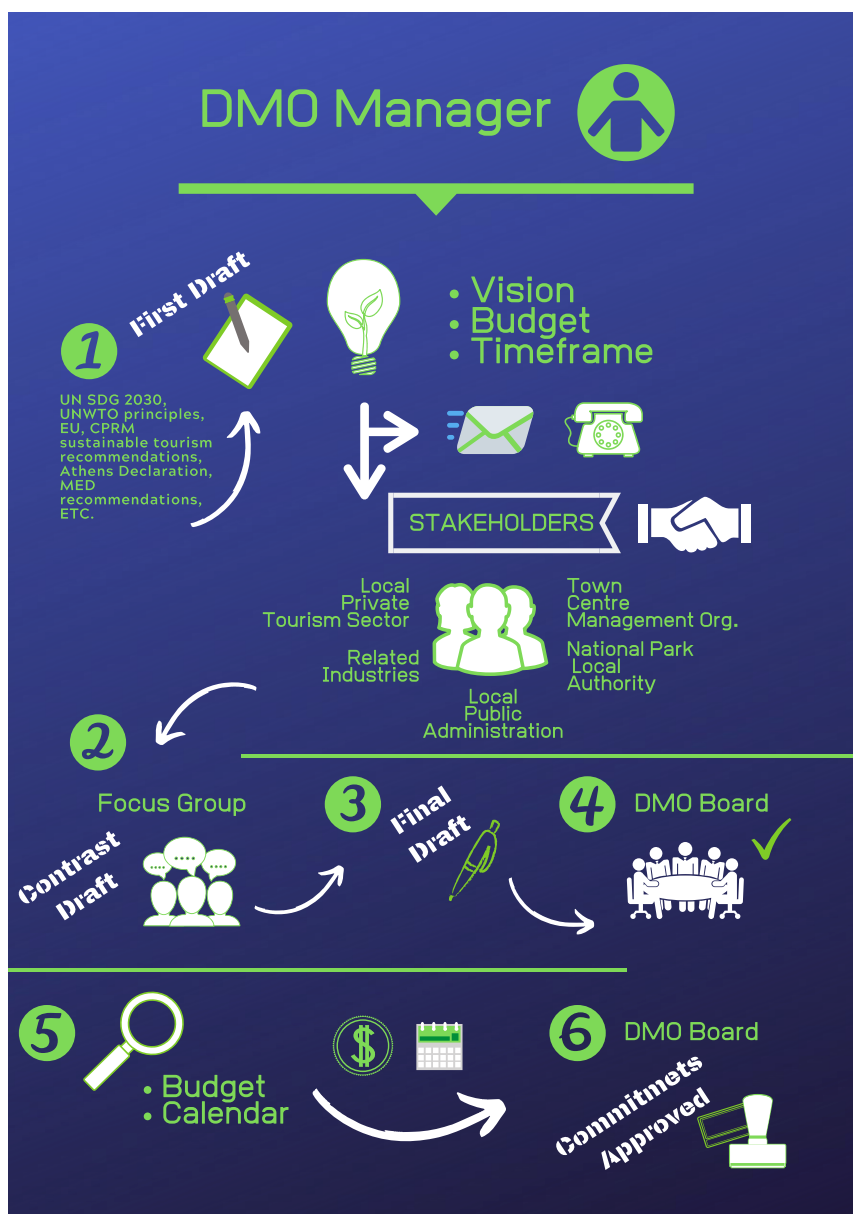 DMO Manager
First Draft
• Vision
• Budget
• Timeframe
1
UN SDG 2030,
UNWTO principles,
EU, CPRM
sustainable tourism
recommendations,
Athens Declaration,
MED
recommendations,
ETC.
STAKEHOLDERS
Local
Private
Tourism Sector
Related
Industries
Local
Public
Administration
Town
Centre
Management Org.
National Park
Local
Authority
2
Focus Group
Contrast
Draft
3
Final
Draft
4
DMO Board
5
• Budget
• Calendar
$
6
DMO Board
Commitmets
Approved